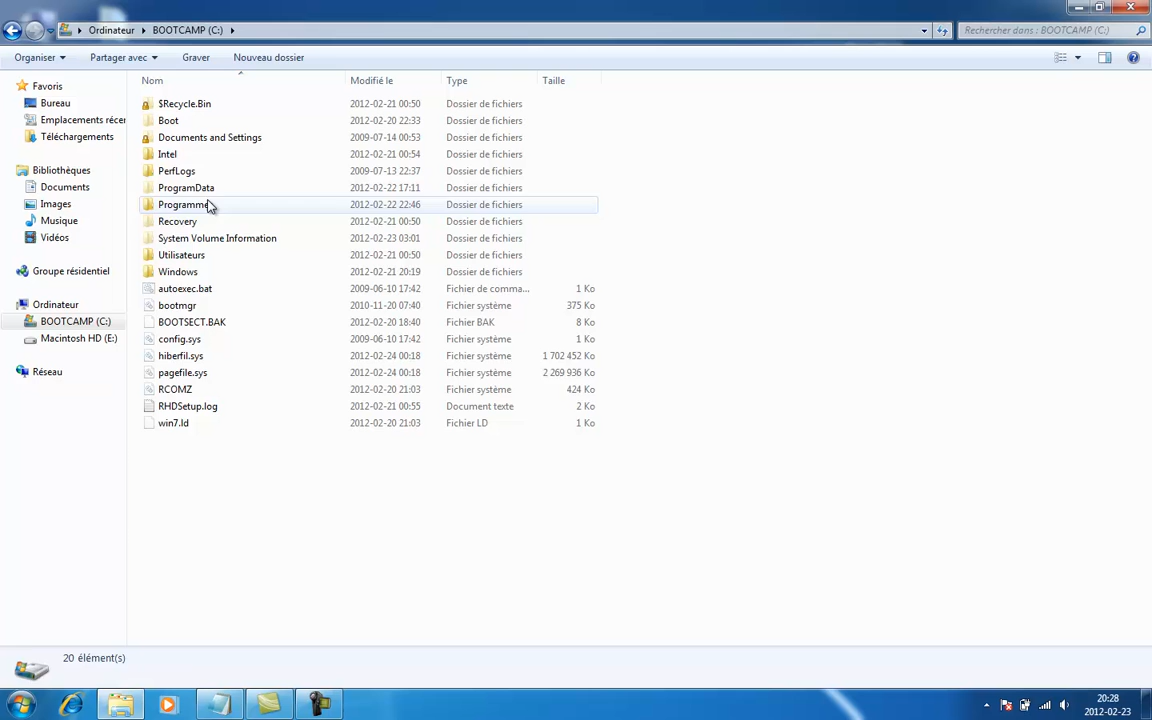 Ordinateur BOOTCAMP (C:) Rechercher dans : BOOTCAMP (C:)
Organiser Partager avec Graver Nouveau dossier
Nom Modifié le Type Taille
Favoris
Bureau
Emplacements récer
Téléchargements
Bibliothèques
Documents
Images
Musique
Vidéos
Groupe résidentiel
Ordinateur
BOOTCAMP (C:)
Macintosh HD (E:)
Réseau
$Recycle.Bin 2012-02-21 00:50 Dossier de fichiers
Boot 2012-02-20 22:33 Dossier de fichiers
Documents and Settings 2009-07-14 00:53 Dossier de fichiers
Intel 2012-02-21 00:54 Dossier de fichiers
PerfLogs 2009-07-13 22:37 Dossier de fichiers
ProgramData 2012-02-22 17:11 Dossier de fichiers
Programme 2012-02-22 22:46 Dossier de fichiers
Recovery 2012-02-21 00:50 Dossier de fichiers
System Volume Information 2012-02-23 03:01 Dossier de fichiers
Utilisateurs 2012-02-21 00:50 Dossier de fichiers
Windows 2012-02-21 20:19 Dossier de fichiers
autoexec.bat 2009-06-10 17:42 Fichier de comma... 1 Ko
bootmgr 2010-11-20 07:40 Fichier système 375 Ko
BOOTSECT.BAK 2012-02-20 18:40 Fichier BAK 8 Ko
config.sys 2009-06-10 17:42 Fichier système 1 Ko
hiberfil.sys 2012-02-24 00:18 Fichier système 1 702 452 Ko
pagefile.sys 2012-02-24 00:18 Fichier système 2 269 936 Ko
RCOMZ 2012-02-20 21:03 Fichier système 424 Ko
RHDSetup.log 2012-02-21 00:55 Document texte 2 Ko
win7.ld 2012-02-20 21:03 Fichier LD 1 Ko
20 élément(s)
20:28
2012-02-23